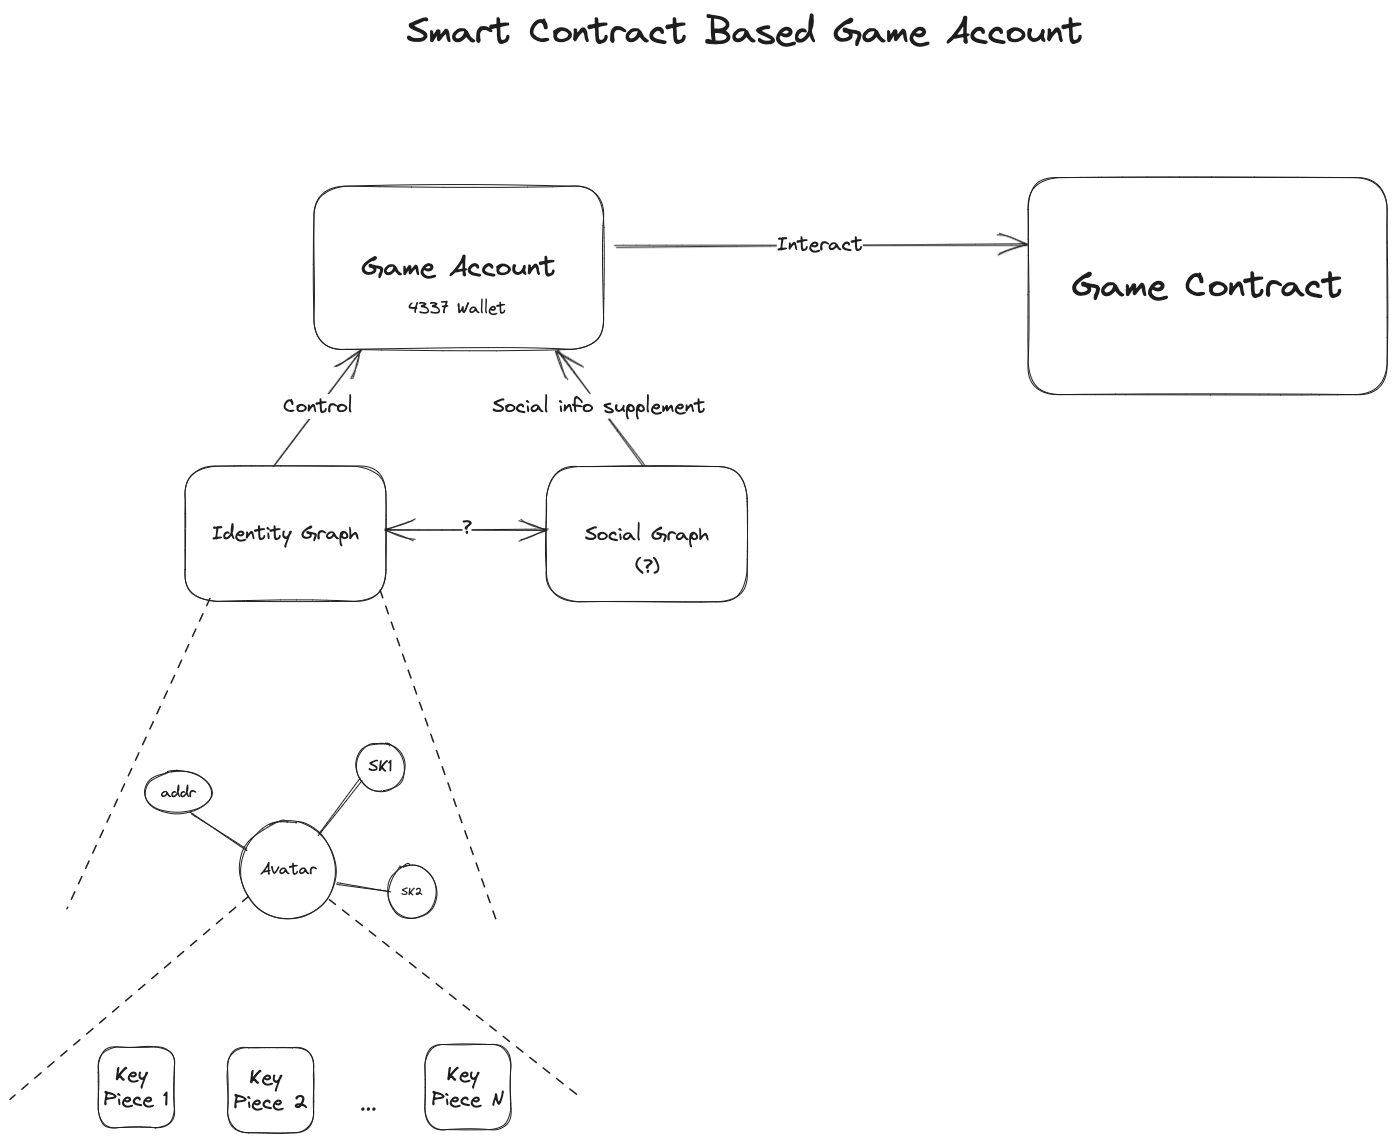 Smart Contract Based Game Account
Game Account
4337 Wallet
Interact
Game Contract
Control
Social info supplement
Identity Graph
?
Social Graph
(?)
SK1
addr
Avatar
SK2
Key
Piece 1
Key
Piece 2
...
Key
Piece N